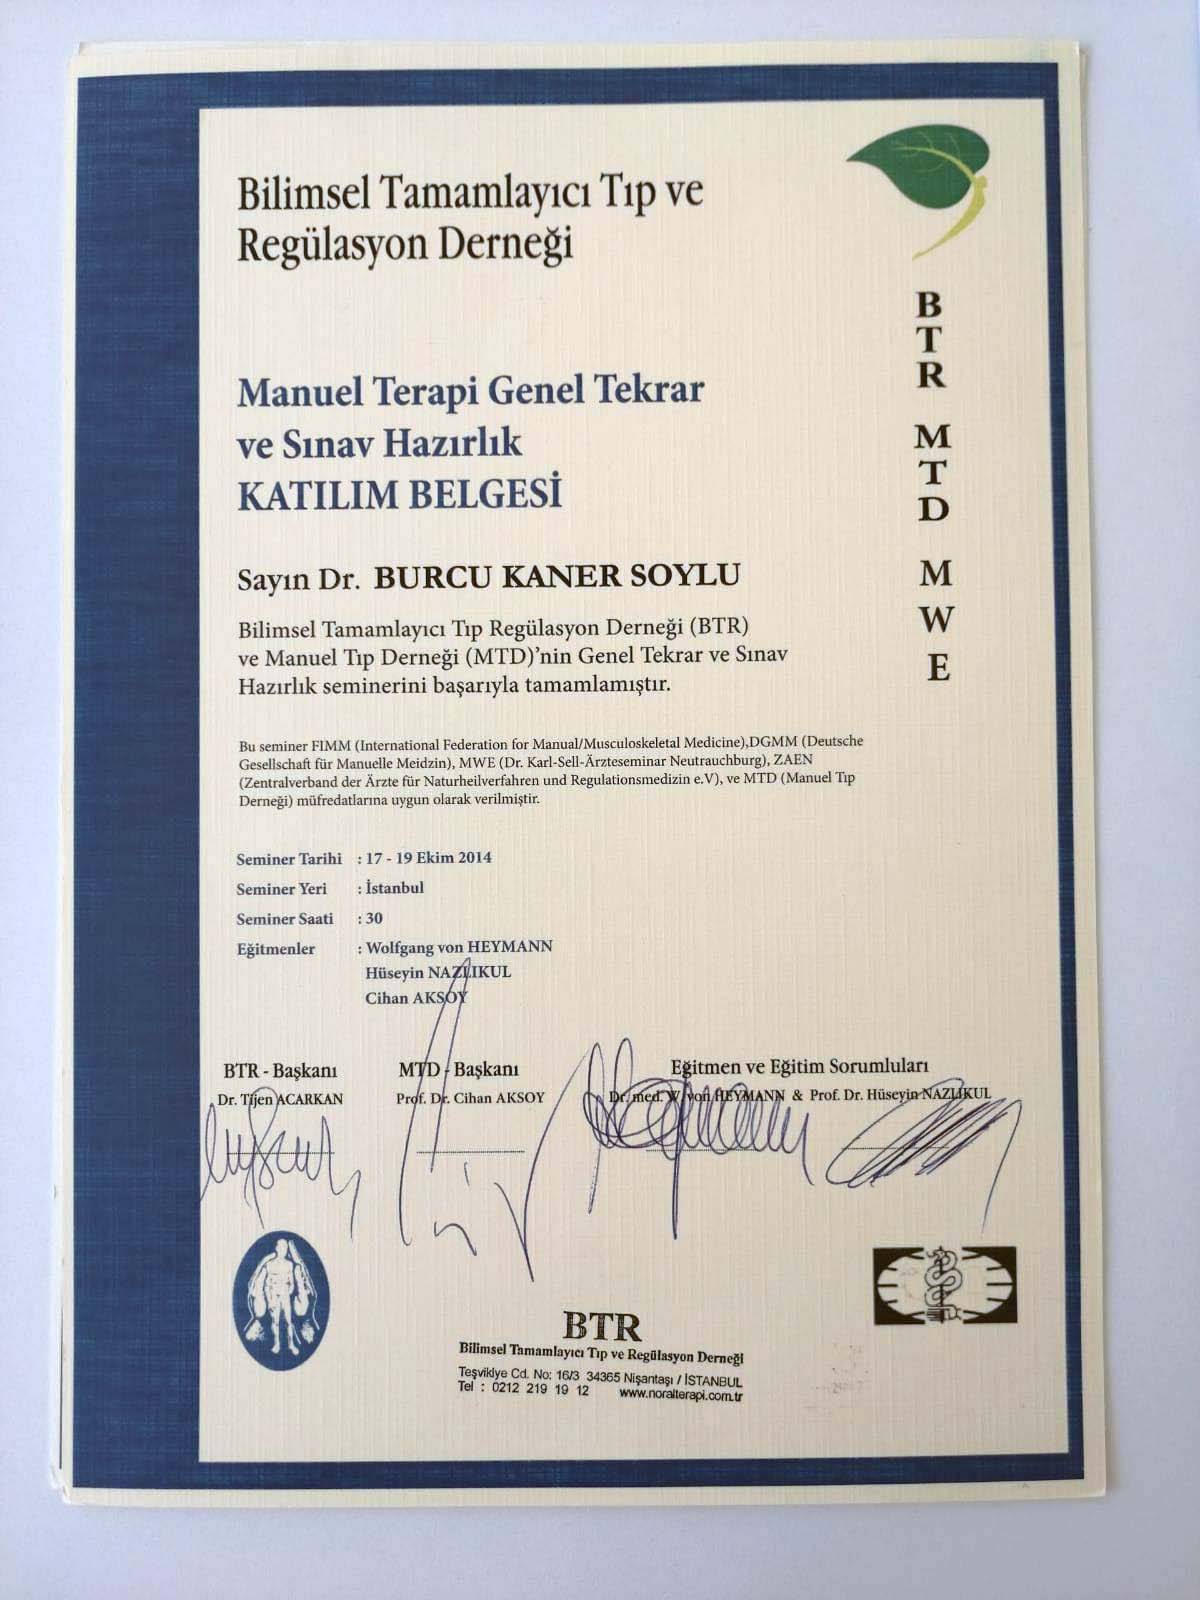 Bilimsel Tamamlayıcı Tıp ve
Regülasyon Derneği
B
T
R
M
T
D
M
W
E
Manuel Terapi Genel Tekrar
ve Sınav Hazırlık
KATILIM BELGESİ
Sayın Dr. BURCU KANER SOYLU
Bilimsel Tamamlayıcı Tıp Regülasyon Derneği (BTR)
ve Manuel Tıp Derneği (MTD)'nin Genel Tekrar ve Sınav
Hazırlık seminerini başarıyla tamamlamıştır.
Bu seminer FIMM (International Federation for Manual/Musculoskeletal Medicine),DGMM (Deutsche
Gesellschaft für Manuelle Meidzin), MWE (Dr. Karl-Sell-Ärzteseminar Neutrauchburg), ZAEN
(Zentralverband der Ärzte für Naturheilverfahren und Regulationsmedizin e.V), ve MTD (Manuel Tıp
Derneği) müfredatlarına uygun olarak verilmiştir.
Seminer Tarihi : 17 - 19 Ekim 2014
Seminer Yeri : İstanbul
Seminer Saati : 30
Eğitmenler : Wolfgang von HEYMANN
Hüseyin NAZLIKUL
Cihan AKSOY
BTR - Başkanı MTD - Başkanı Eğitmen ve Eğitim Sorumluları
Dr. Tijen ACARKAN Prof. Dr. Cihan AKSOY Dr. med. W. von HEYMANN & Prof. Dr. Hüseyin NAZLIKUL
BTR
Bilimsel Tamamlayıcı Tıp ve Regülasyon Derneği
Teşvikiye Cd. No: 16/3 34365 Nişantaşı / İSTANBUL
Tel : 0212 219 19 12 www.noralterapi.com.tr